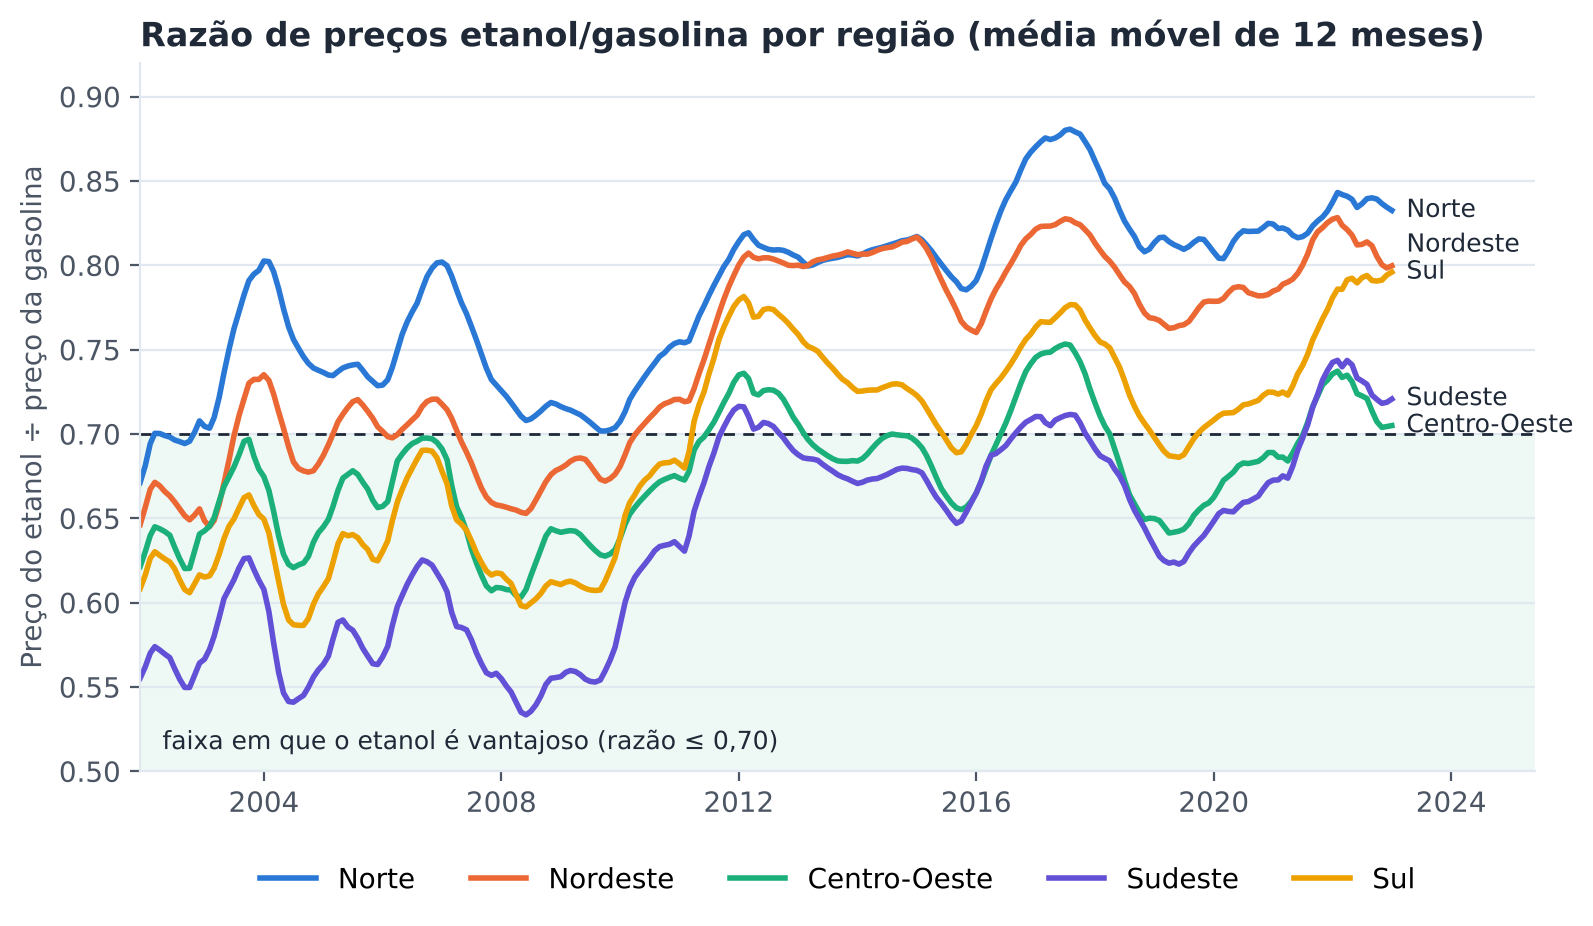 Razão de preços etanol/gasolina por região (média móvel de 12 meses)
Preço do etanol ÷ preço da gasolina
0.90
0.85
0.80
0.75
0.70
0.65
0.60
0.55
0.50
Norte
Nordeste
Sul
Sudeste
Centro-Oeste
faixa em que o etanol é vantajoso (razão ≤ 0,70)
2004 2008 2012 2016 2020 2024
Norte Nordeste Centro-Oeste Sudeste Sul